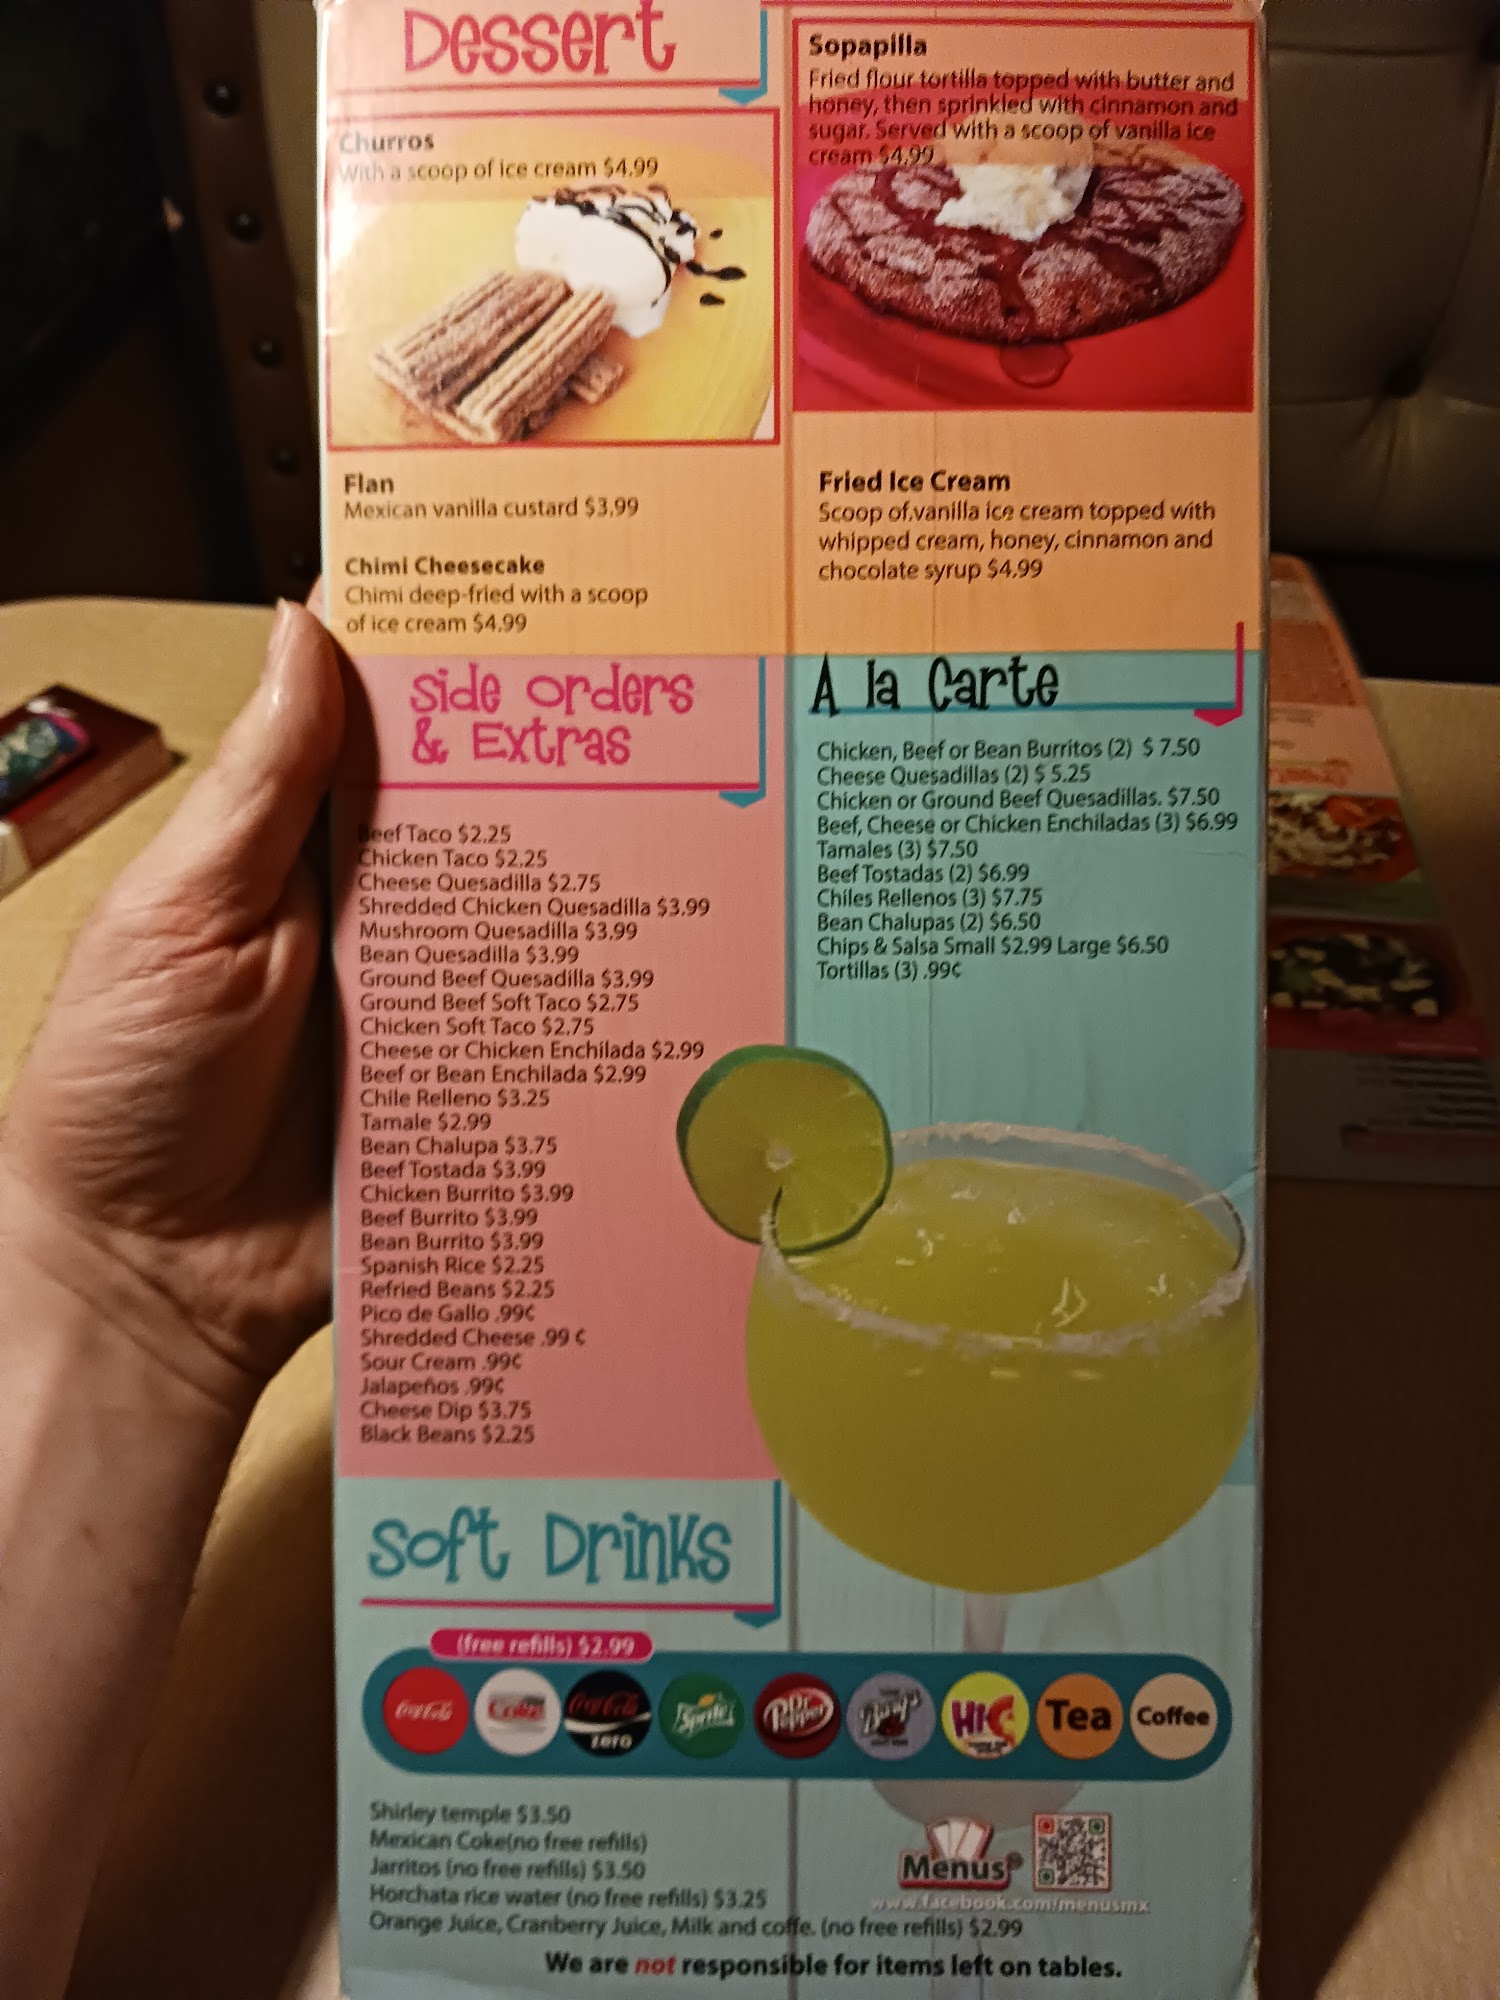 Dessert
Churros
With a scoop of ice cream $4.99
Sopapilla
Fried flour tortilla topped with butter and
honey, then sprinkled with cinnamon and
sugar. Served with a scoop of vanilla ice
cream $4.99
Flan
Mexican vanilla custard $3.99
Chimi Cheesecake
Chimi deep-fried with a scoop
of ice cream $4.99
Fried Ice Cream
Scoop of vanilla ice cream topped with
whipped cream, honey, cinnamon and
chocolate syrup $4.99
Side Orders
& Extras
Beef Taco $2.25
Chicken Taco $2.25
Cheese Quesadilla $2.75
Shredded Chicken Quesadilla $3.99
Mushroom Quesadilla $3.99
Bean Quesadilla $3.99
Ground Beef Quesadilla $3.99
Ground Beef Soft Taco $2.75
Chicken Soft Taco $2.75
Cheese or Chicken Enchilada $2.99
Beef or Bean Enchilada $2.99
Chile Relleno $3.25
Tamale $2.99
Bean Chalupa $3.75
Beef Tostada $3.99
Chicken Burrito $3.99
Beef Burrito $3.99
Bean Burrito $3.99
Spanish Rice $2.25
Refried Beans $2.25
Pico de Gallo .99¢
Shredded Cheese .99 ¢
Sour Cream .99¢
Jalapeños .99¢
Cheese Dip $3.75
Black Beans $2.25
A la Carte
Chicken, Beef or Bean Burritos (2) $ 7.50
Cheese Quesadillas (2) $ 5.25
Chicken or Ground Beef Quesadillas. $7.50
Beef, Cheese or Chicken Enchiladas (3) $6.99
Tamales (3) $7.50
Beef Tostadas (2) $6.99
Chiles Rellenos (3) $7.75
Bean Chalupas (2) $6.50
Chips & Salsa Small $2.99 Large $6.50
Tortillas (3) .99¢
Soft Drinks
(free refills) $2.99
Coca-Cola
Coke
Coca-Cola zero
Sprite
Dr Pepper
Barq's
Hi-C
Tea
Coffee
Shirley temple $3.50
Mexican Coke(no free refills)
Jarritos (no free refills) $3.50
Horchata rice water (no free refills) $3.25
Orange Juice, Cranberry Juice, Milk and coffe. (no free refills) $2.99
Menus
www.facebook.com/menusmx
We are not responsible for items left on tables.